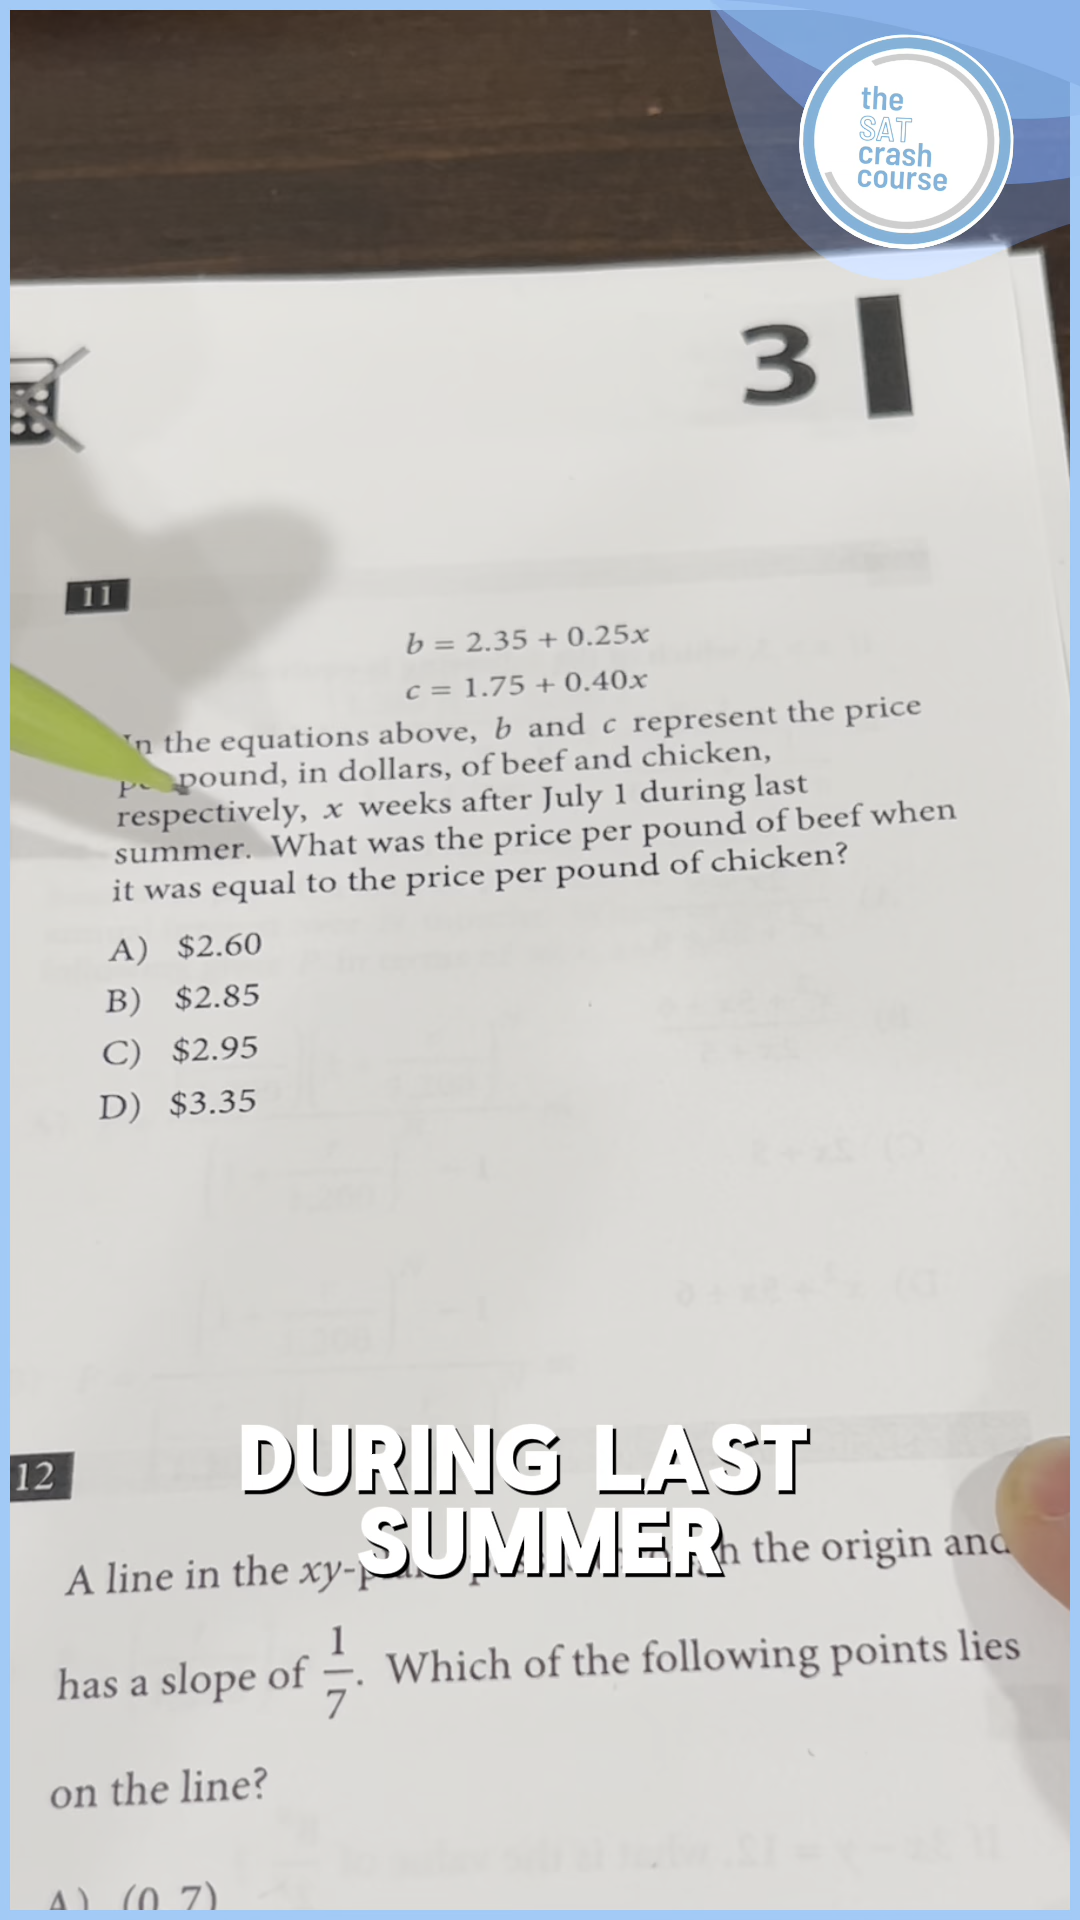 the
SAT
crash
course
3
11
b = 2.35 + 0.25x
c = 1.75 + 0.40x
In the equations above, b and c represent the price
pound, in dollars, of beef and chicken,
respectively, x weeks after July 1 during last
summer. What was the price per pound of beef when
it was equal to the price per pound of chicken?
A) $2.60
B) $2.85
C) $2.95
D) $3.35
DURING LAST
SUMMER
12
A line in the xy- the origin and
has a slope of 1/7. Which of the following points lies
on the line?
A) (0, 7)